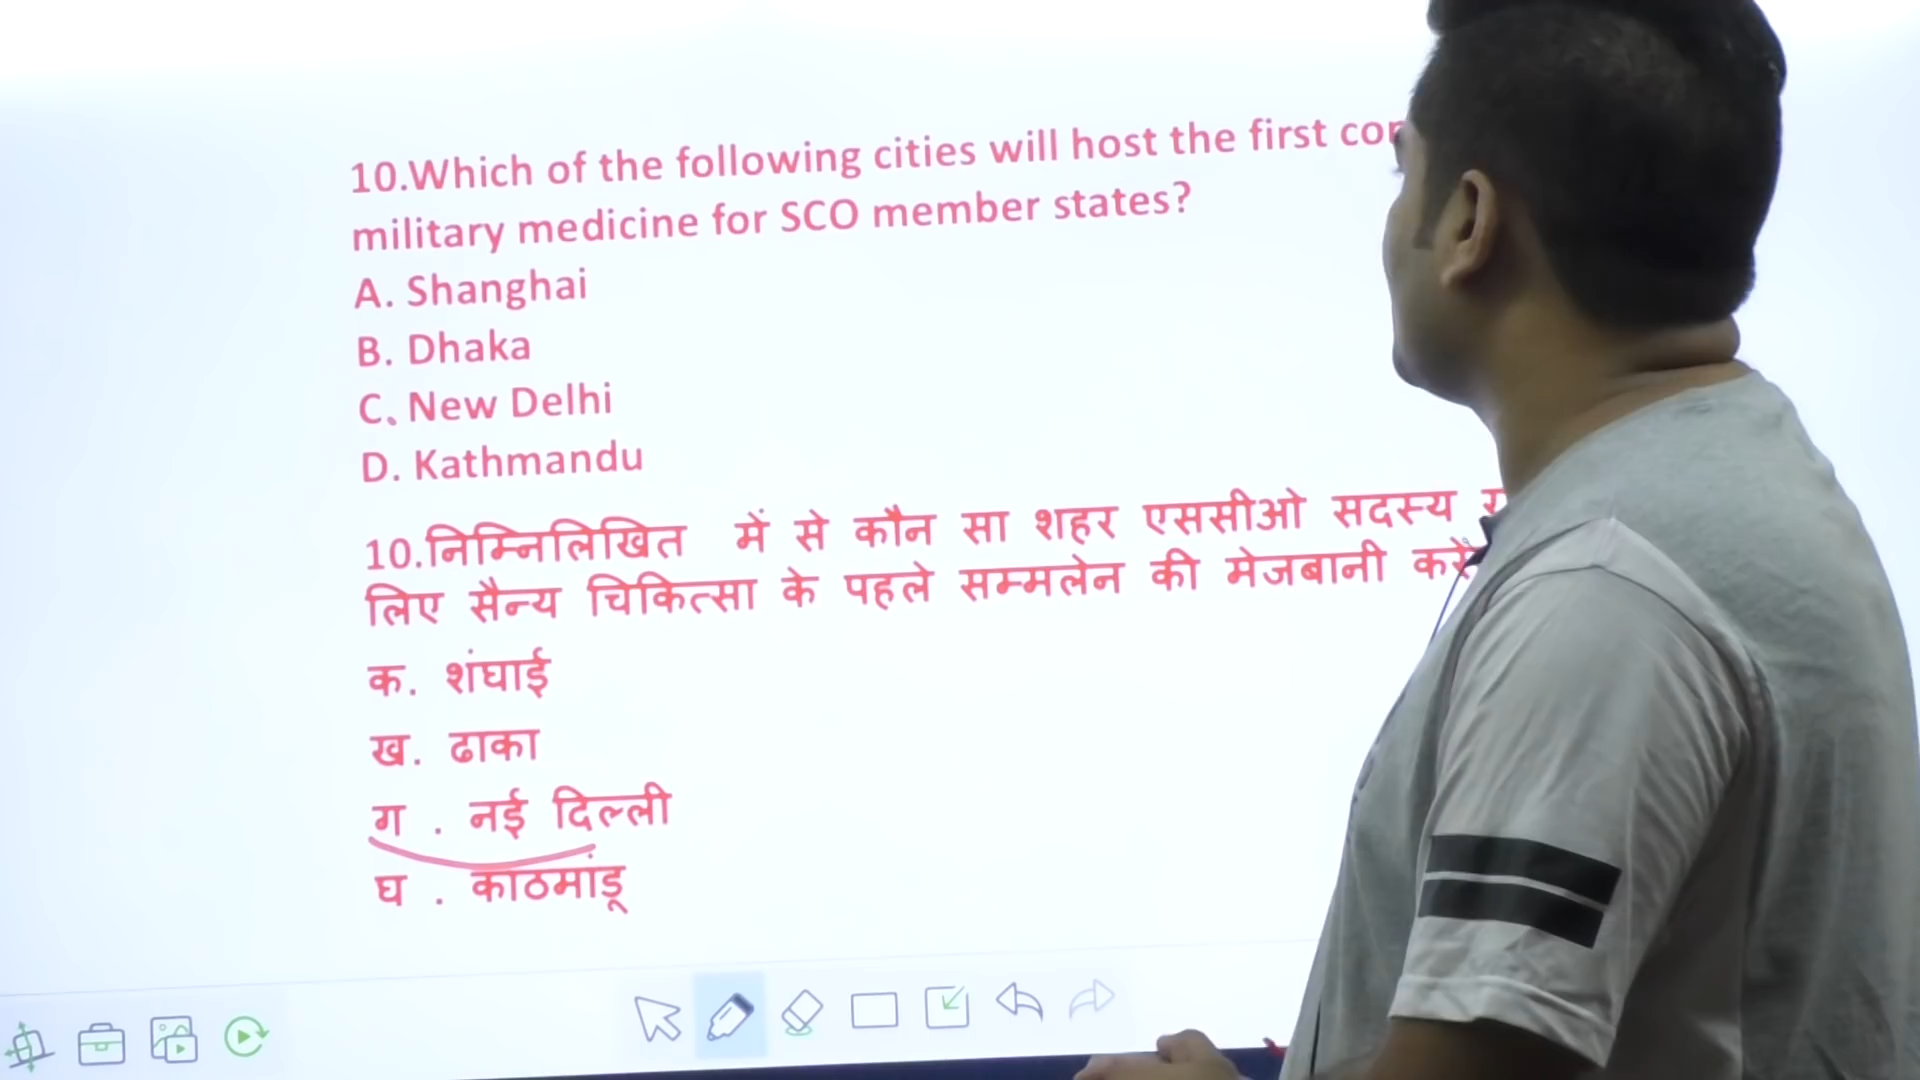 10.Which of the following cities will host the first
military medicine for SCO member states?
A. Shanghai
B. Dhaka
C. New Delhi
D. Kathmandu
10.निम्निलिखित में से कौन सा शहर एससीओ सदस्य
लिए सैन्य चिकित्सा के पहले सम्मलेन की मेजबानी
क. शंघाई
ख. ढाका
ग . नई दिल्ली
घ . काठमांडू